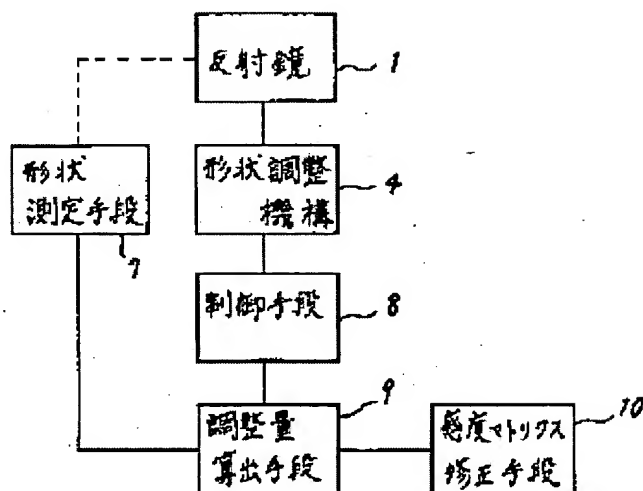 反射鏡
1
形状
測定手段
7
形状調整
機構
4
制御手段
8
調整量
算出手段
9
感度マトリクス
修正手段
10